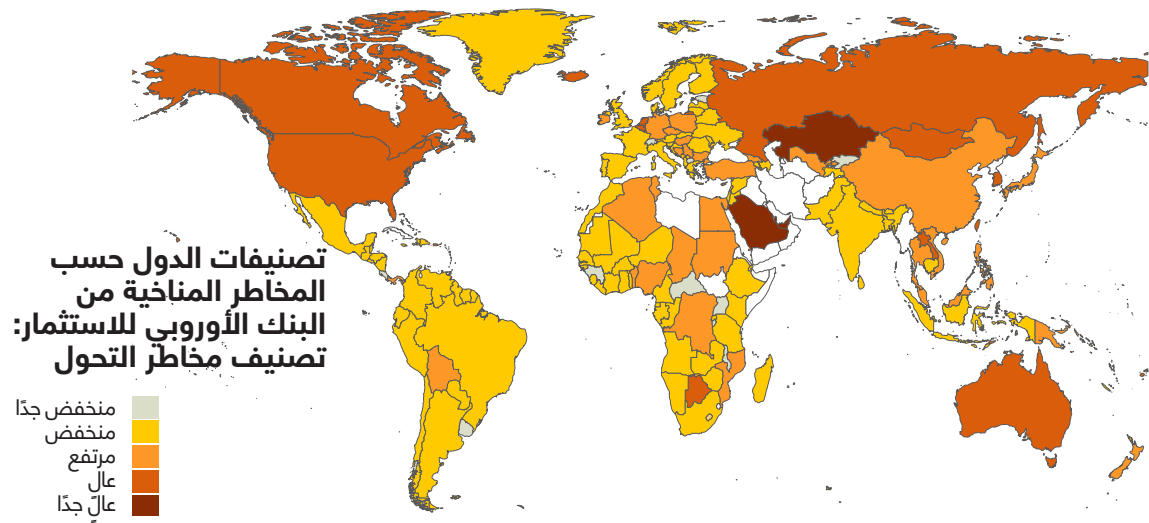 تصنيفات الدول حسب
المخاطر المناخية من
البنك الأوروبي للاستثمار:
تصنيف مخاطر التحول
منخفض جدًا
منخفض
مرتفع
عال
عالٍ جدًا